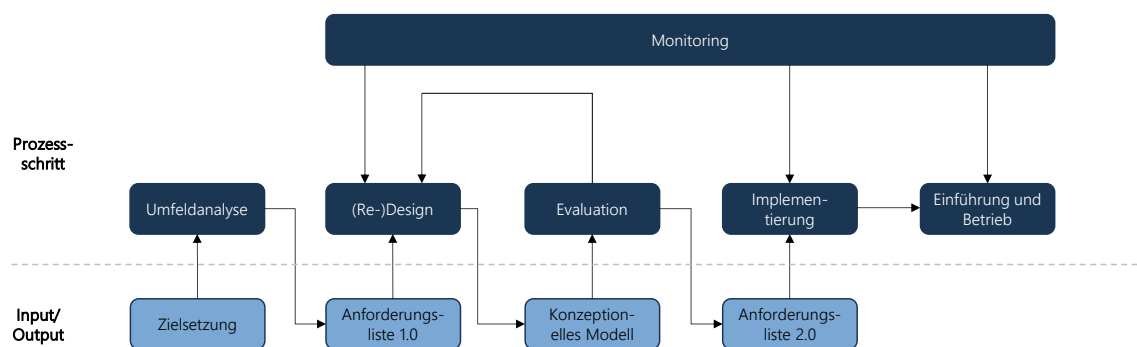 Monitoring
Prozess-
schritt
Umfeldanalyse
(Re-)Design
Evaluation
Implemen-
tierung
Einführung und
Betrieb
Input/
Output
Zielsetzung
Anforderungs-
liste 1.0
Konzeption-
elles Modell
Anforderungs-
liste 2.0